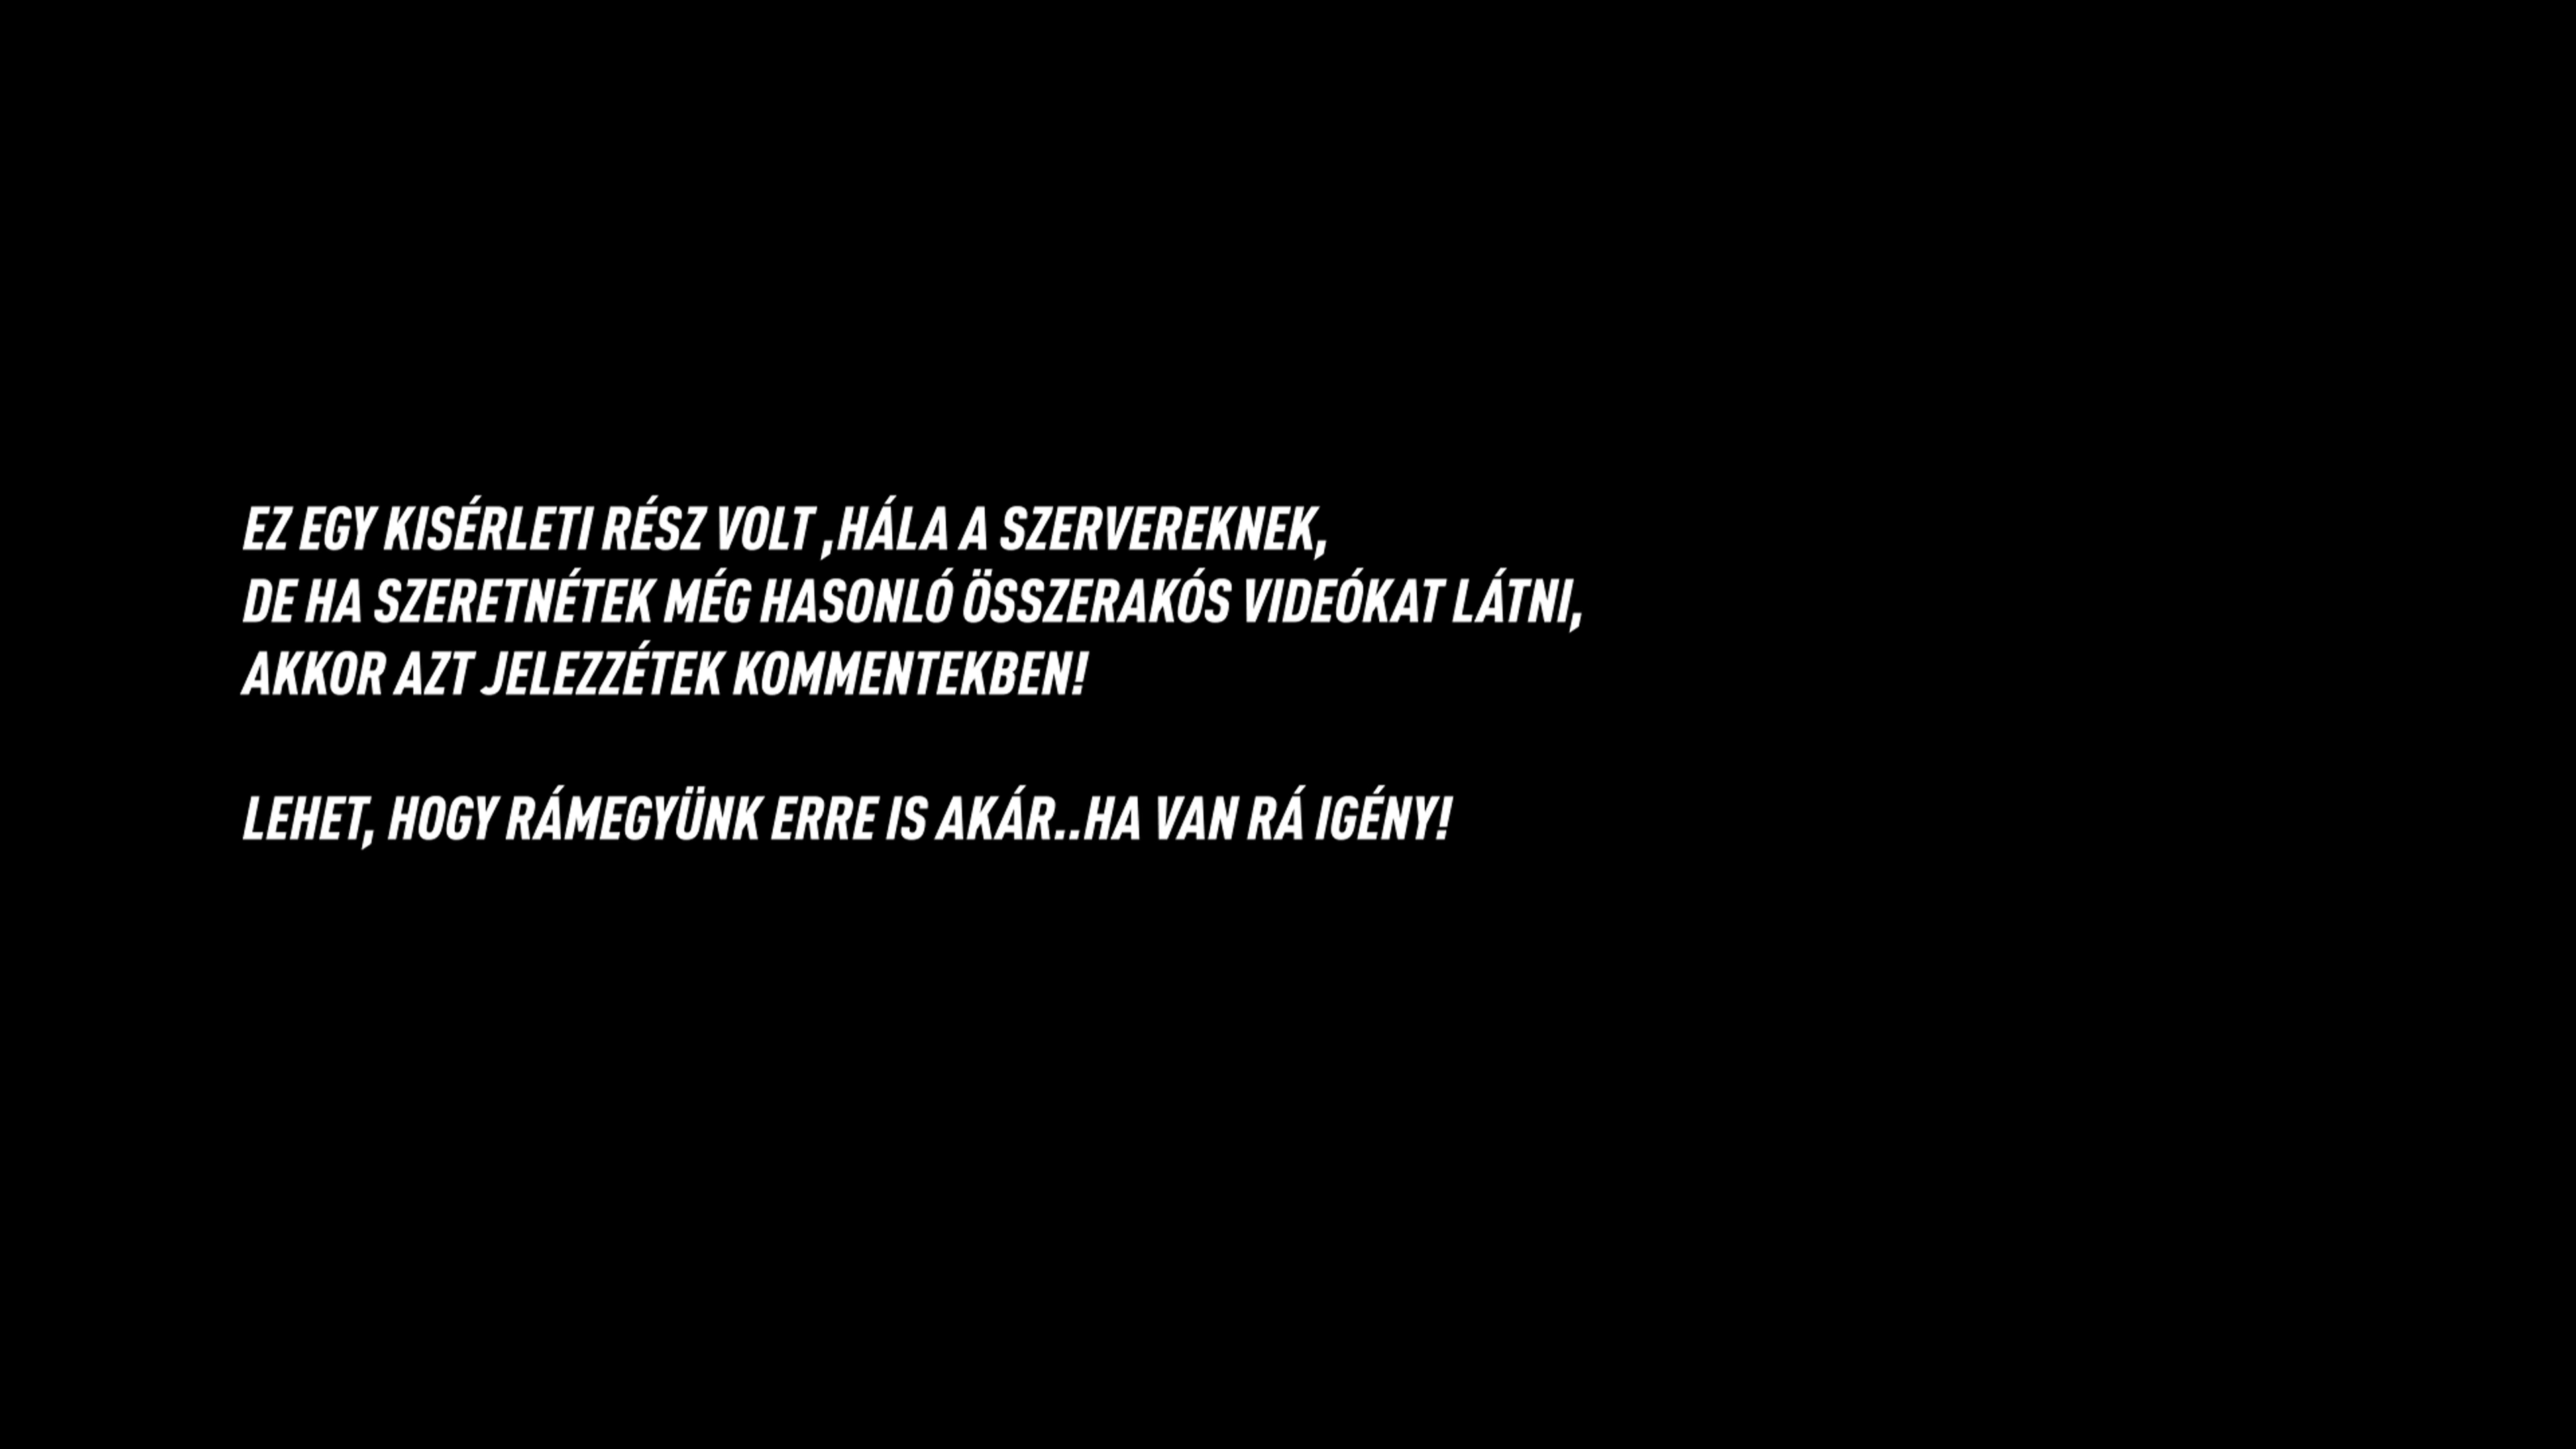 EZ EGY KISÉRLETI RÉSZ VOLT ,HÁLA A SZERVEREKNEK,
DE HA SZERETNÉTEK MÉG HASONLÓ ÖSSZERAKÓS VIDEÓKAT LÁTNI,
AKKOR AZT JELEZZÉTEK KOMMENTEKBEN!
LEHET, HOGY RÁMEGYÜNK ERRE IS AKÁR..HA VAN RÁ IGÉNY!